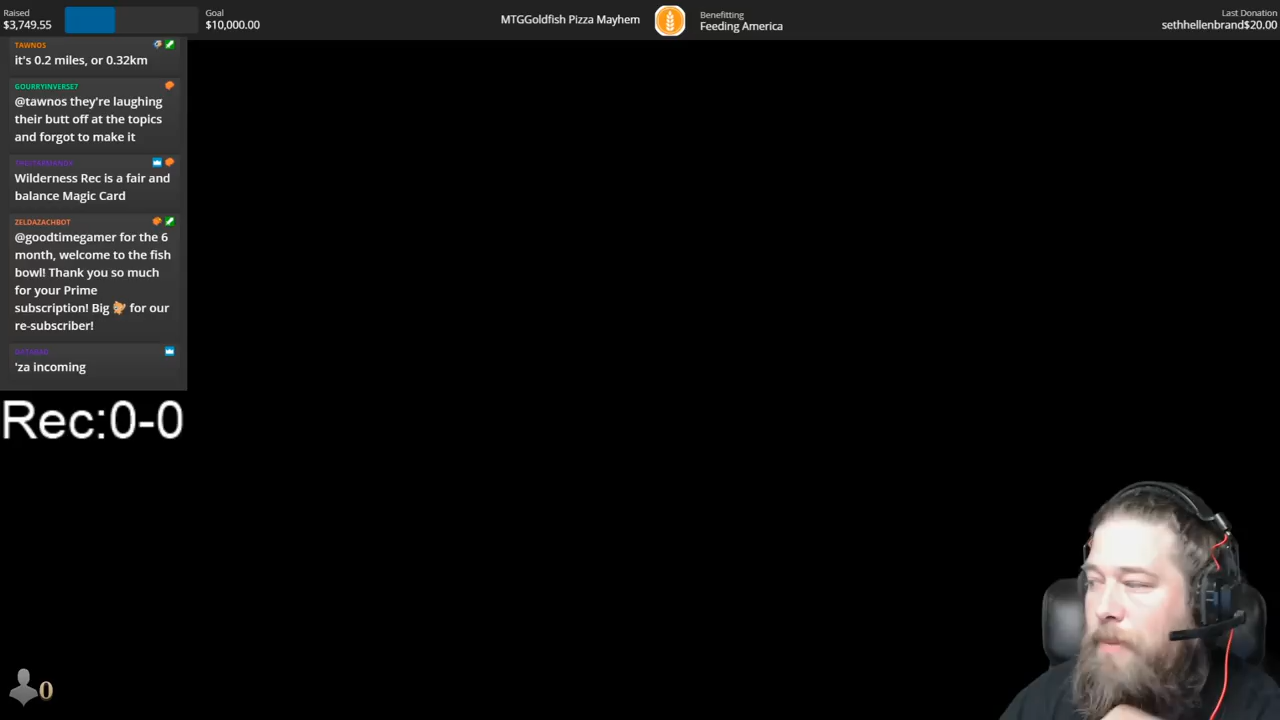 Raised
$3,749.55
Goal
$10,000.00
MTGGoldfish Pizza Mayhem
Benefitting
Feeding America
Last Donation
sethhellenbrand$20.00
TAWNOS
it's 0.2 miles, or 0.32km
GOURRYINVERSE7
@tawnos they're laughing
their butt off at the topics
and forgot to make it
Wilderness Rec is a fair and
balance Magic Card
ZELDAZACHBOT
@goodtimegamer for the 6
month, welcome to the fish
bowl! Thank you so much
for your Prime
subscription! Big 👏 for our
re-subscriber!
'za incoming
Rec:0-0
0